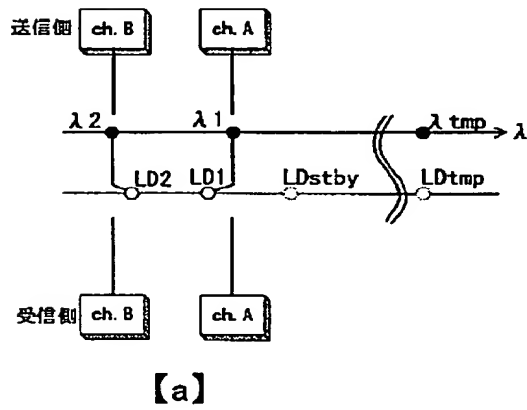 送信側 ch. B ch. A
λ2 λ1 λtmp λ
LD2 LD1 LDstby LDtmp
受信側 ch. B ch. A
【a】